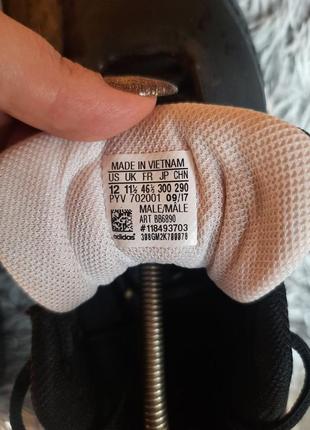 MADE IN VIETNAM
US UK FR JP CHN
12 11½ 46⅔ 300 290
PYV 702001 09/17
MALE/MÂLE
ART BB6890
#118493703
adidas